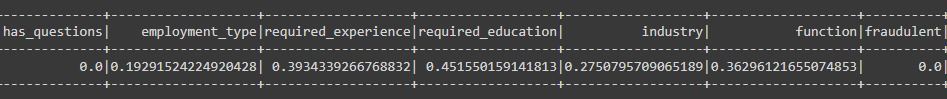 has_questions| employment_type|required_experience|required_education| industry| function|fraudulent|
0.0|0.19291524224920428| 0.3934339266768832| 0.451550159141813|0.2750795709065189|0.36296121655074853| 0.0|